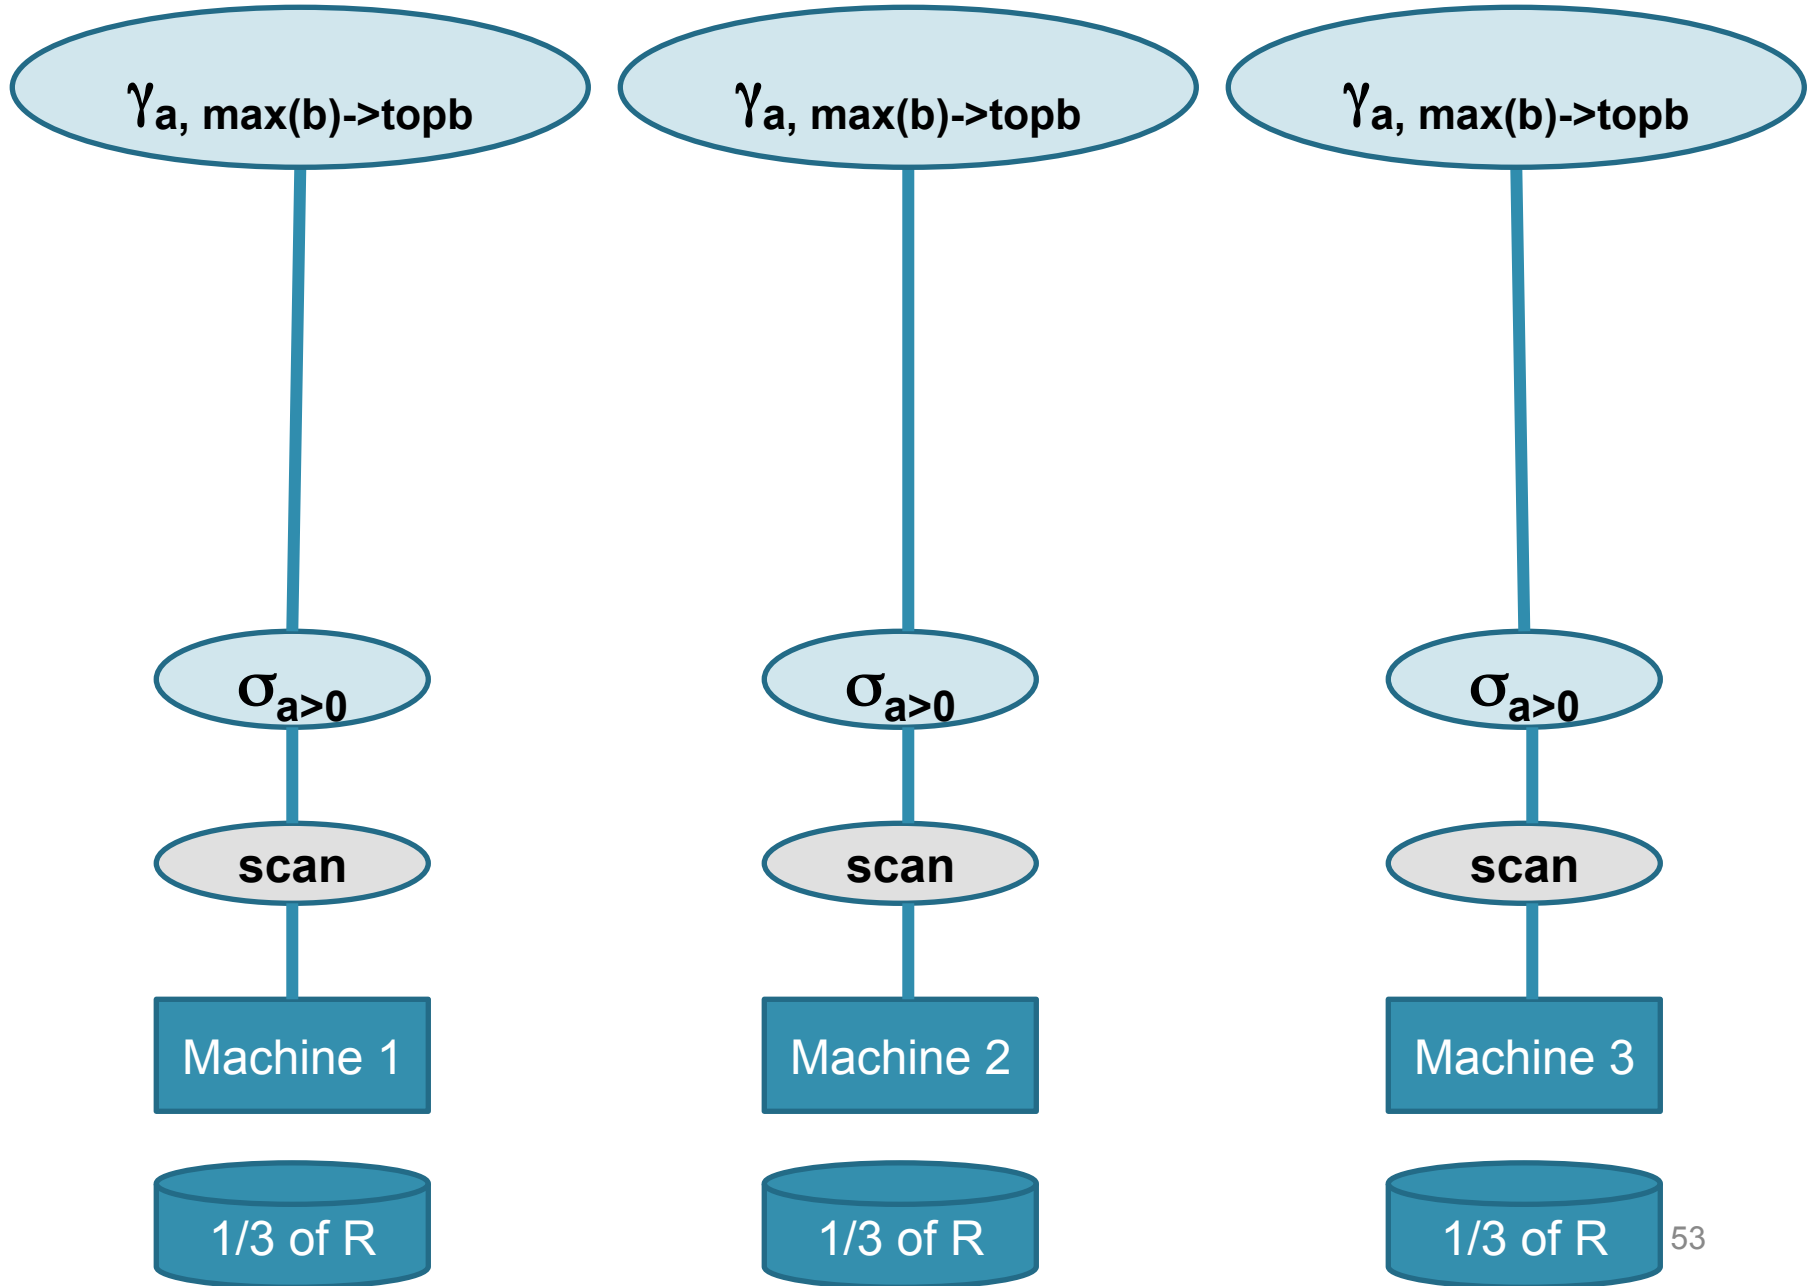 γa, max(b)->topb γa, max(b)->topb γa, max(b)->topb
σa>0 σa>0 σa>0
scan scan scan
Machine 1 Machine 2 Machine 3
1/3 of R 1/3 of R 1/3 of R 53